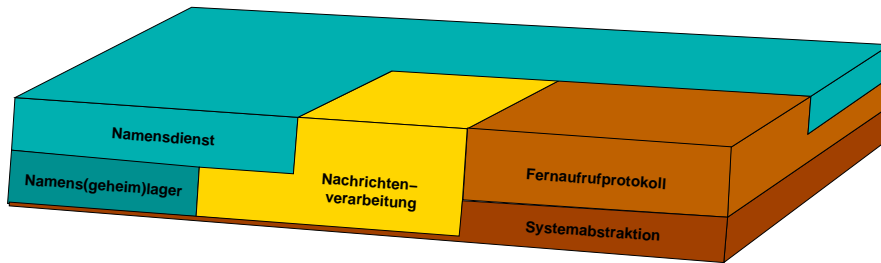 Namensdienst
Namens(geheim)lager
Nachrichten–
verarbeitung
Fernaufrufprotokoll
Systemabstraktion